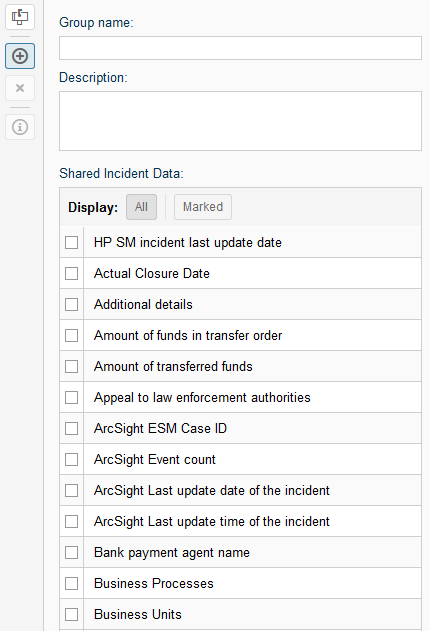 Group name:
Description:
Shared Incident Data:
Display: All Marked
HP SM incident last update date
Actual Closure Date
Additional details
Amount of funds in transfer order
Amount of transferred funds
Appeal to law enforcement authorities
ArcSight ESM Case ID
ArcSight Event count
ArcSight Last update date of the incident
ArcSight Last update time of the incident
Bank payment agent name
Business Processes
Business Units